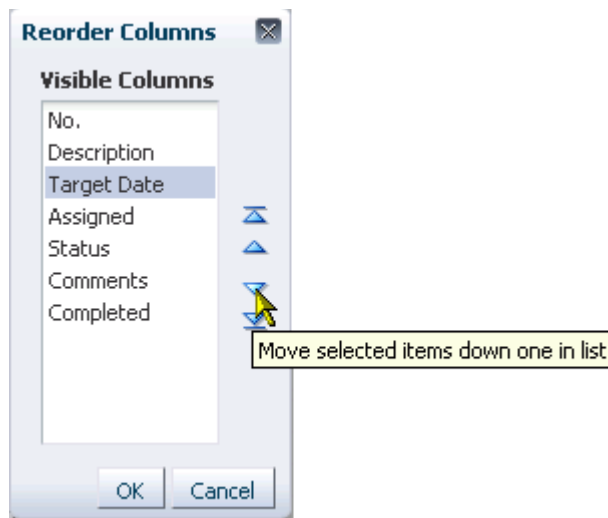 Reorder Columns
Visible Columns
No.
Description
Target Date
Assigned
Status
Comments
Completed
Move selected items down one in list
OK
Cancel